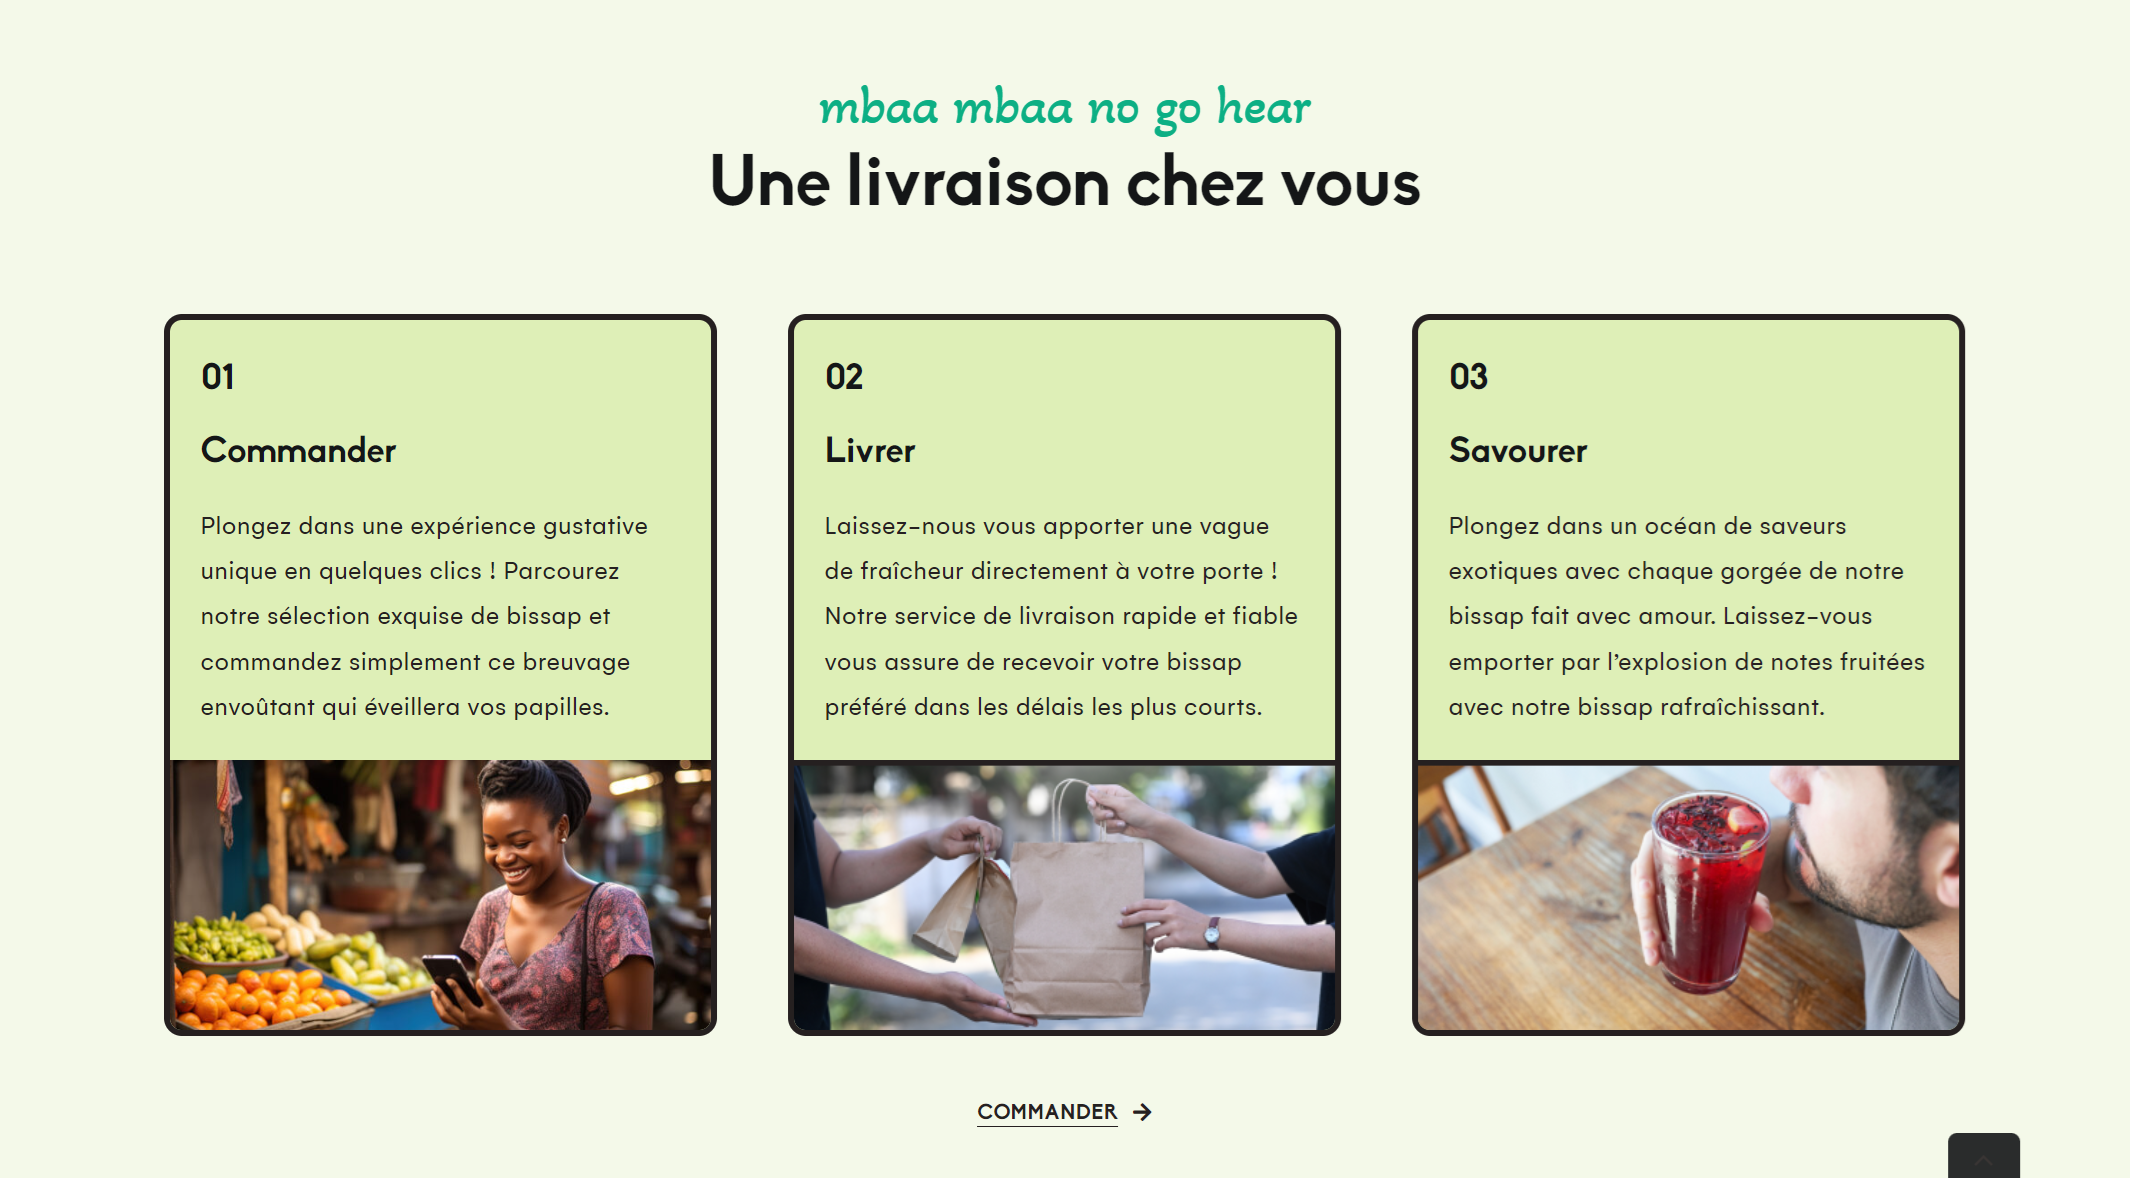 mbaa mbaa no go hear
Une livraison chez vous
01
Commander
Plongez dans une expérience gustative
unique en quelques clics ! Parcourez
notre sélection exquise de bissap et
commandez simplement ce breuvage
envoûtant qui éveillera vos papilles.
02
Livrer
Laissez-nous vous apporter une vague
de fraîcheur directement à votre porte !
Notre service de livraison rapide et fiable
vous assure de recevoir votre bissap
préféré dans les délais les plus courts.
03
Savourer
Plongez dans un océan de saveurs
exotiques avec chaque gorgée de notre
bissap fait avec amour. Laissez-vous
emporter par l’explosion de notes fruitées
avec notre bissap rafraîchissant.
COMMANDER